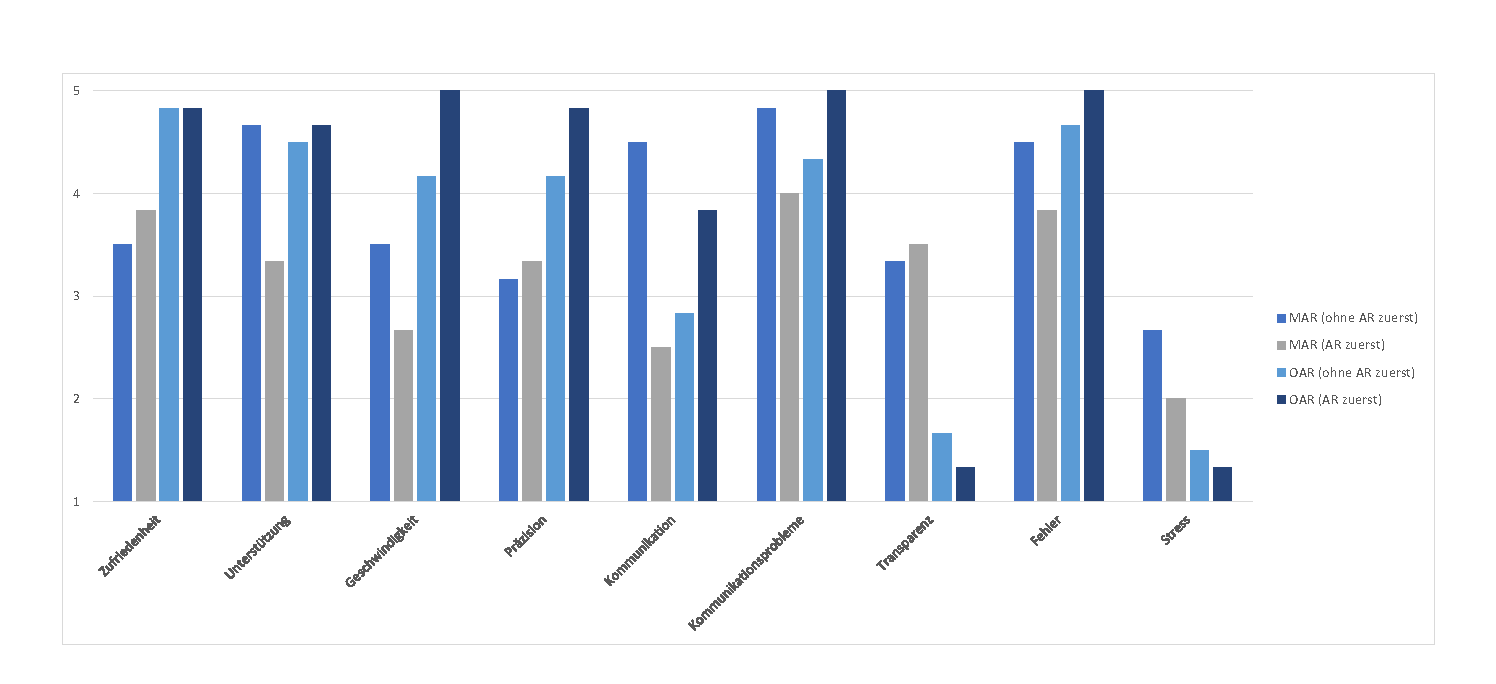 5
4
3
2
1
Zufriedenheit
Unterstützung
Geschwindigkeit
Präzision
Kommunikation
Kommunikationsprobleme
Transparenz
Fehler
Stress
MAR (ohne AR zuerst)
MAR (AR zuerst)
OAR (ohne AR zuerst)
OAR (AR zuerst)